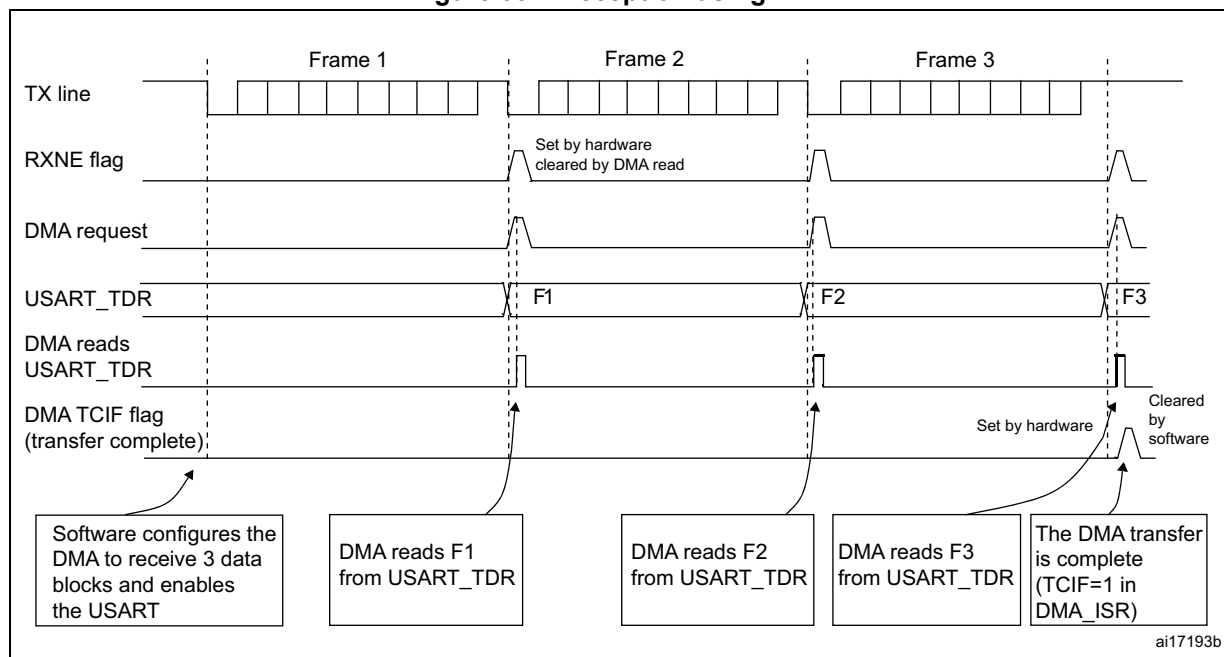 Frame 1 Frame 2 Frame 3
TX line
RXNE flag
Set by hardware
cleared by DMA read
DMA request
USART_TDR
F1 F2 F3
DMA reads
USART_TDR
DMA TCIF flag
(transfer complete)
Set by hardware
Cleared
by
software
Software configures the
DMA to receive 3 data
blocks and enables
the USART
DMA reads F1
from USART_TDR
DMA reads F2
from USART_TDR
DMA reads F3
from USART_TDR
The DMA transfer
is complete
(TCIF=1 in
DMA_ISR)
ai17193b